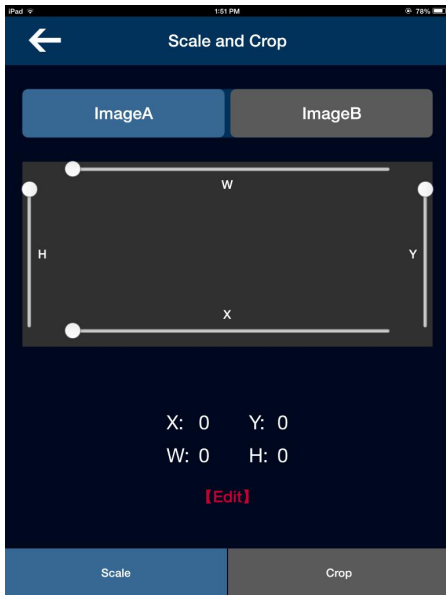 iPad 1:51 PM 78%
Scale and Crop
ImageA ImageB
W
H Y
X
X: 0 Y: 0
W: 0 H: 0
【Edit】
Scale Crop